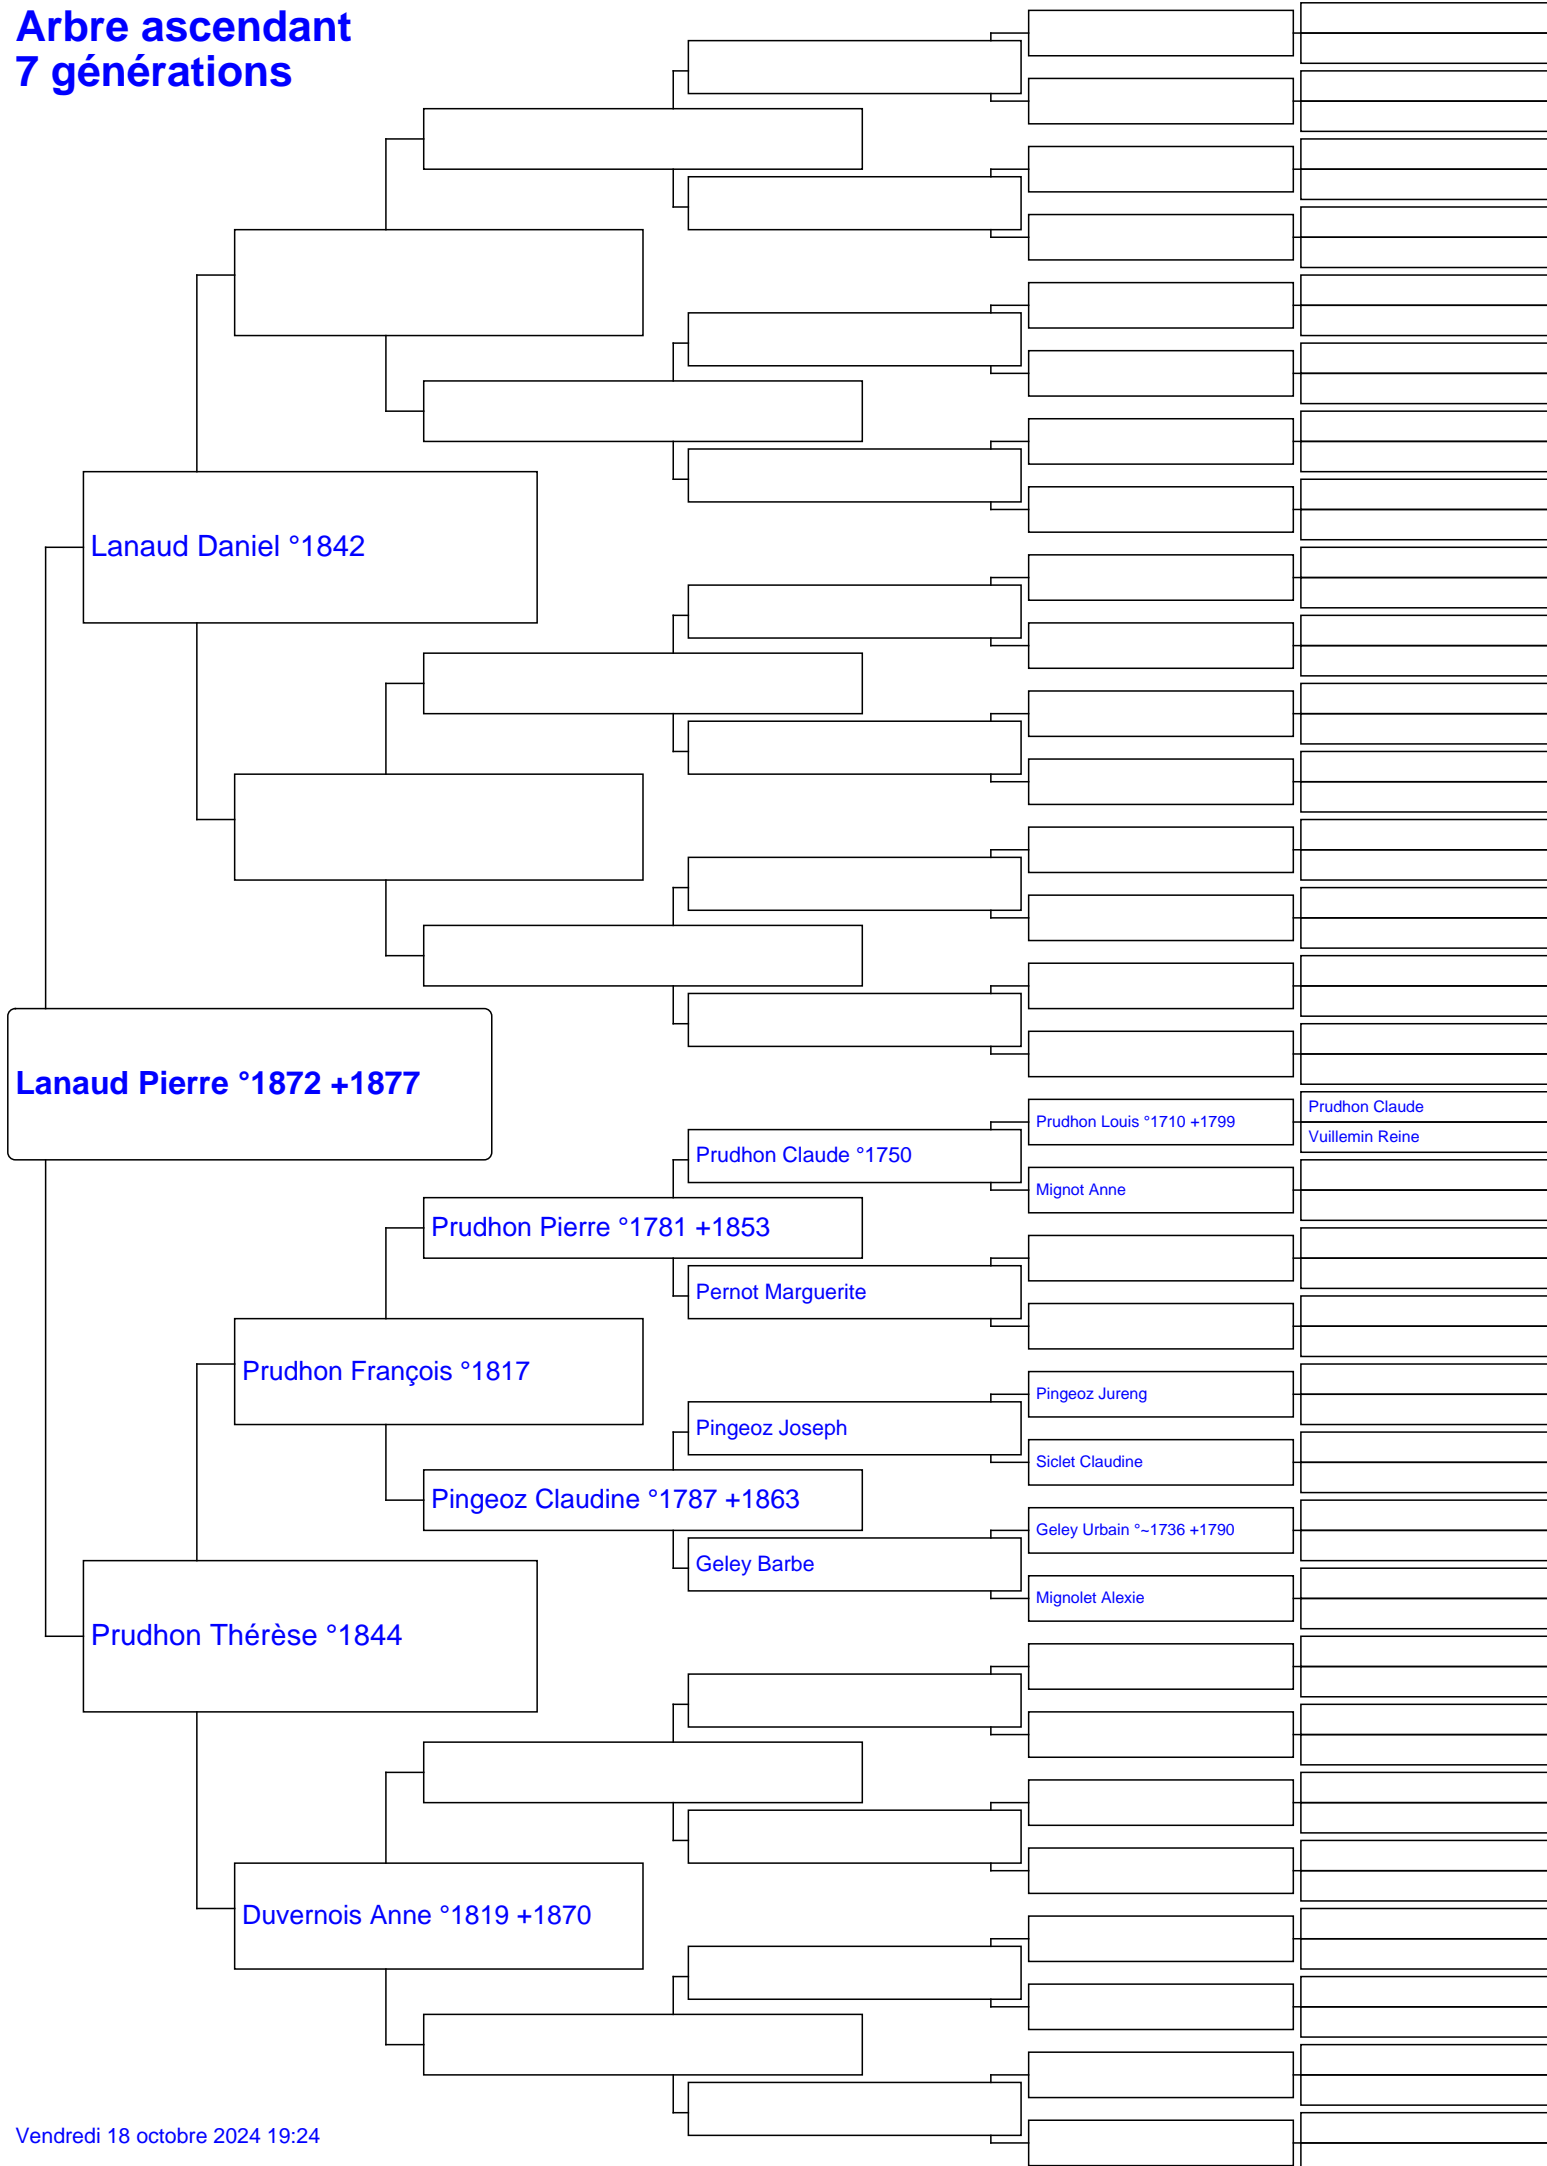 Arbre ascendant
7 générations
Lanaud Daniel °1842
Lanaud Pierre °1872 +1877
Prudhon Louis °1710 +1799
Prudhon Claude
Vuillemin Reine
Prudhon Claude °1750
Mignot Anne
Prudhon Pierre °1781 +1853
Pernot Marguerite
Prudhon François °1817
Pingeoz Jureng
Pingeoz Joseph
Siclet Claudine
Pingeoz Claudine °1787 +1863
Geley Urbain °~1736 +1790
Geley Barbe
Mignolet Alexie
Prudhon Thérèse °1844
Duvernois Anne °1819 +1870
Vendredi 18 octobre 2024 19:24